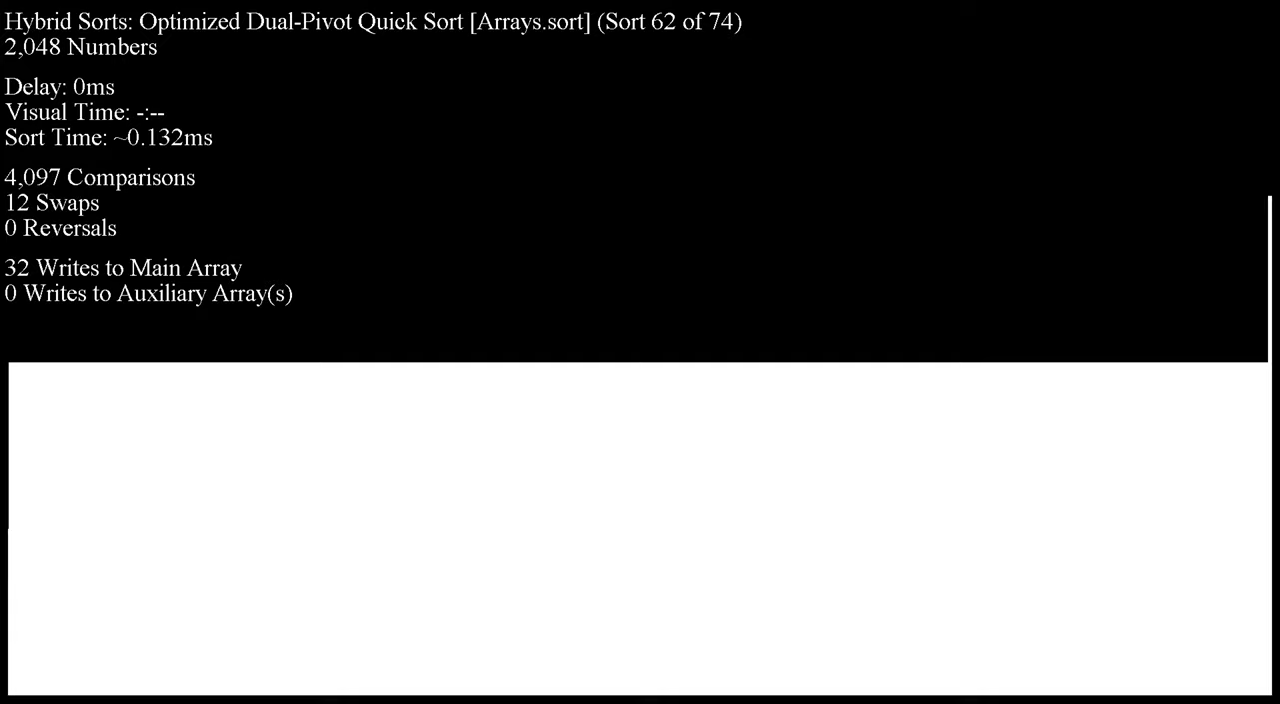 Hybrid Sorts: Optimized Dual-Pivot Quick Sort [Arrays.sort] (Sort 62 of 74)
2,048 Numbers
Delay: 0ms
Visual Time: -:--
Sort Time: ~0.132ms
4,097 Comparisons
12 Swaps
0 Reversals
32 Writes to Main Array
0 Writes to Auxiliary Array(s)